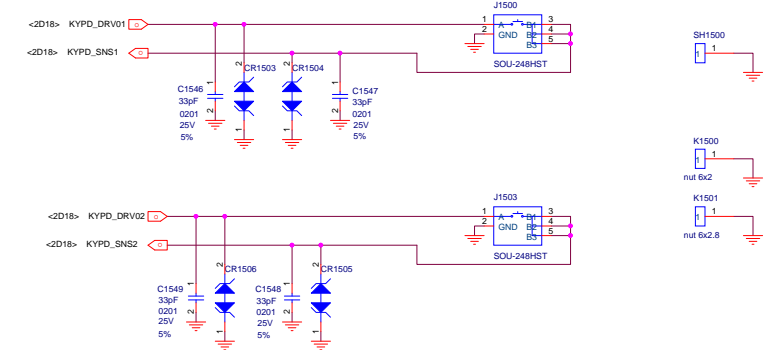 J1500
<2D18> KYPD_DRV01
1 A B1 3
2 GND B2 4
B3 5
SOU-248HST
<2D18> KYPD_SNS1
SH1500
1 1
2 CR1503
2 CR1504
C1546
1
33pF
2
0201
25V
5%
1
1
C1547
1
33pF
2
0201
25V
5%
K1500
1 1
nut 6x2
K1501
1 1
nut 6x2.8
J1503
<2D18> KYPD_DRV02
1 A B1 3
2 GND B2 4
B3 5
SOU-248HST
<2D18> KYPD_SNS2
2 CR1506
2 CR1505
C1549
1
33pF
2
0201
25V
5%
1
C1548
1
33pF
2
0201
25V
5%
1